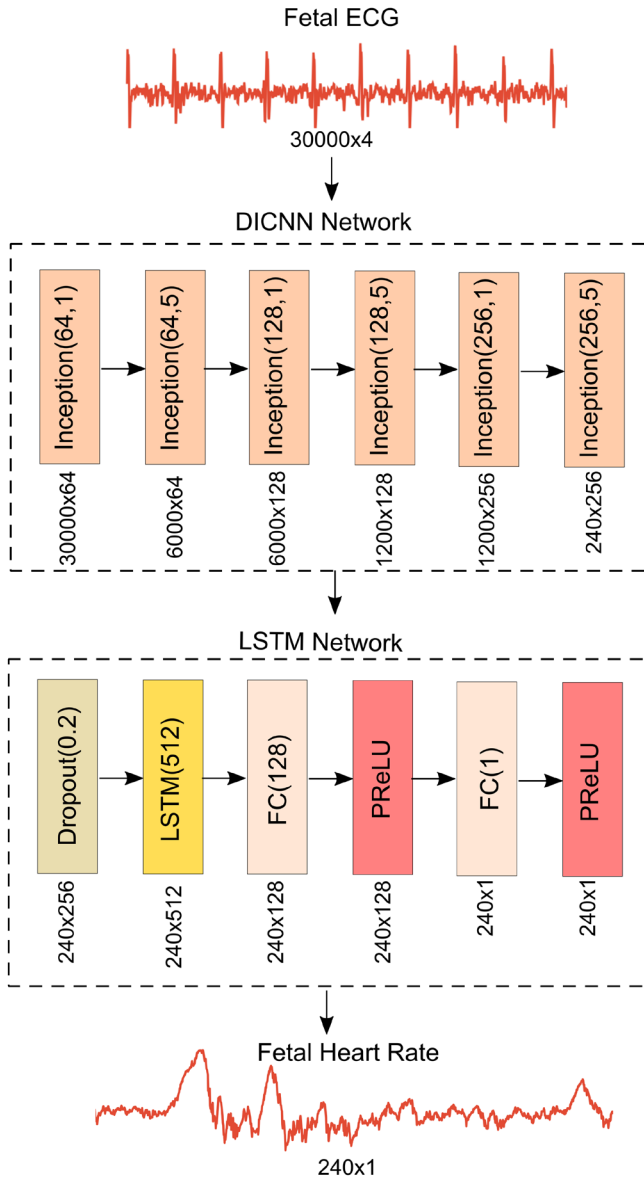 Fetal ECG
30000x4
DICNN Network
Inception(64,1)
Inception(64,5)
Inception(128,1)
Inception(128,5)
Inception(256,1)
Inception(256,5)
30000x64
6000x64
6000x128
1200x128
1200x256
240x256
LSTM Network
Dropout(0.2)
LSTM(512)
FC(128)
PReLU
FC(1)
PReLU
240x256
240x512
240x128
240x128
240x1
240x1
Fetal Heart Rate
240x1